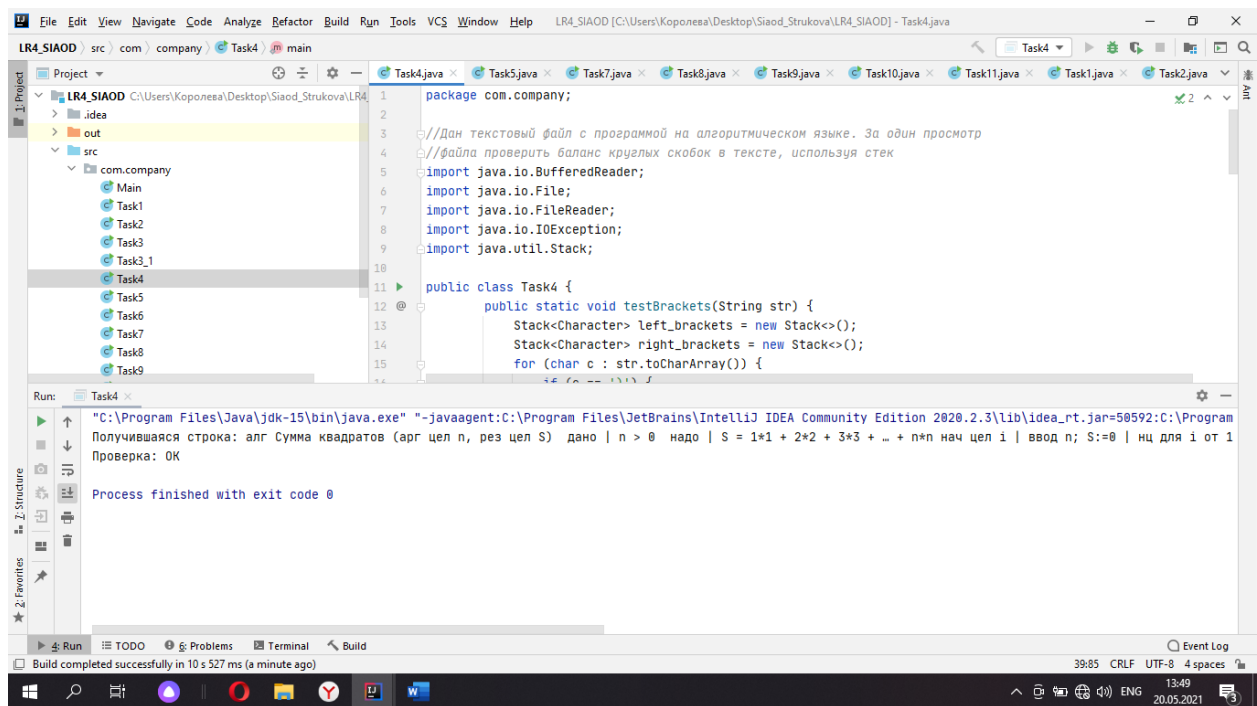 File Edit View Navigate Code Analyze Refactor Build Run Tools VCS Window Help LR4_SIAOD [C:\Users\Королева\Desktop\Siaod_Strukova\LR4_SIAOD] - Task4.java
LR4_SIAOD src com company Task4 main Task4
Project Task4.java Task5.java Task7.java Task8.java Task9.java Task10.java Task11.java Task1.java Task2.java
1: Project
Ant
LR4_SIAOD C:\Users\Королева\Desktop\Siaod_Strukova\LR4
.idea
out
src
com.company
Main
Task1
Task2
Task3
Task3_1
Task4
Task5
Task6
Task7
Task8
Task9
2
1 package com.company;
2
3 //Дан текстовый файл с программой на алгоритмическом языке. За один просмотр
4 //файла проверить баланс круглых скобок в тексте, используя стек
5 import java.io.BufferedReader;
6 import java.io.File;
7 import java.io.FileReader;
8 import java.io.IOException;
9 import java.util.Stack;
10
11 public class Task4 {
12 @ public static void testBrackets(String str) {
13 Stack<Character> left_brackets = new Stack<>();
14 Stack<Character> right_brackets = new Stack<>();
15 for (char c : str.toCharArray()) {
16 if (c == ')') {
Run: Task4
"C:\Program Files\Java\jdk-15\bin\java.exe" "-javaagent:C:\Program Files\JetBrains\IntelliJ IDEA Community Edition 2020.2.3\lib\idea_rt.jar=50592:C:\Program
Получившаяся строка: алг Сумма квадратов (арг цел n, рез цел S) дано | n > 0 надо | S = 1*1 + 2*2 + 3*3 + … + n*n нач цел i | ввод n; S:=0 | нц для i от 1
Проверка: ОК
Process finished with exit code 0
Z: Structure
2: Favorites
4: Run TODO 6: Problems Terminal Build Event Log
Build completed successfully in 10 s 527 ms (a minute ago) 39:85 CRLF UTF-8 4 spaces
ENG 13:49
20.05.2021
3